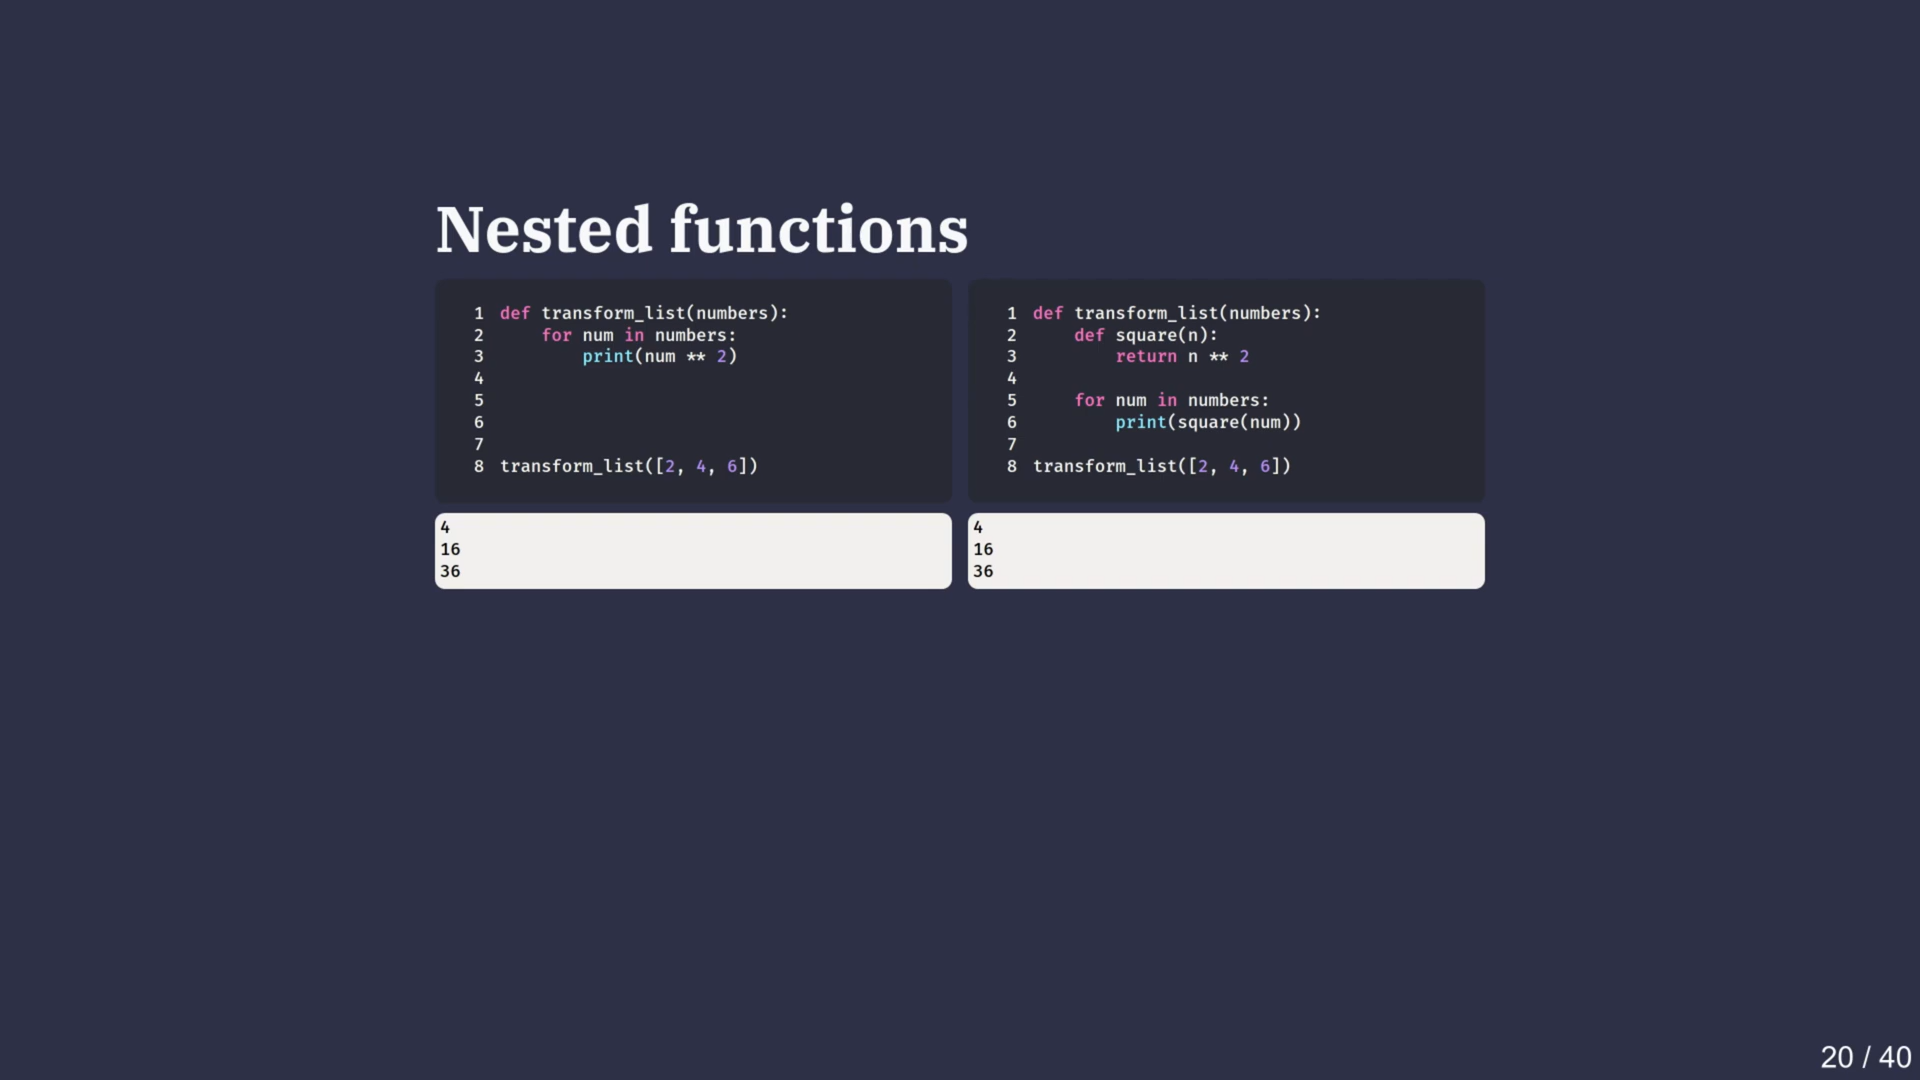 Nested functions
1 def transform_list(numbers):
2     for num in numbers:
3         print(num ** 2)
4
5
6
7
8 transform_list([2, 4, 6])
4
16
36
1 def transform_list(numbers):
2     def square(n):
3         return n ** 2
4
5     for num in numbers:
6         print(square(num))
7
8 transform_list([2, 4, 6])
4
16
36
20 / 40